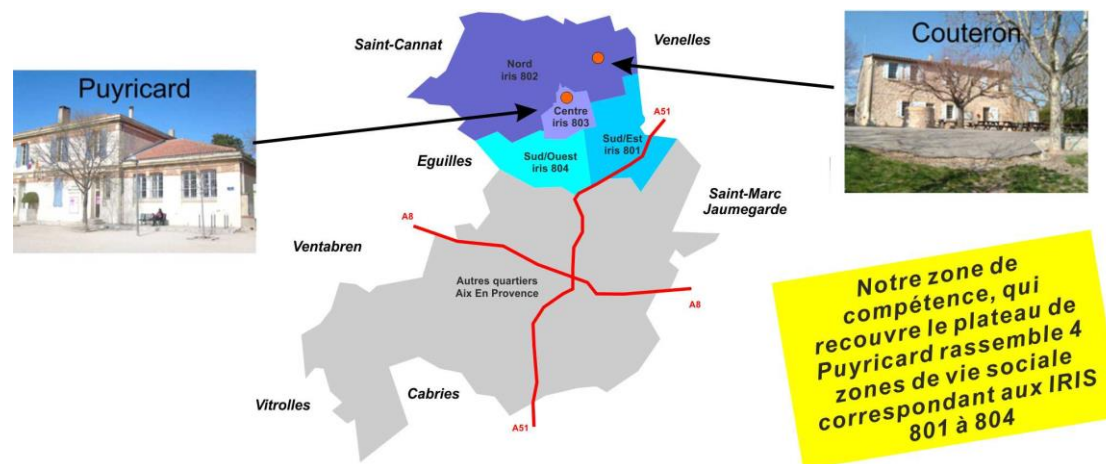 Puyricard
Couteron
Saint-Cannat
Venelles
Nord
iris 802
Centre
iris 803
A51
Sud/Est
iris 801
Sud/Ouest
iris 804
Eguilles
Saint-Marc
Jaumegarde
A8
Ventabren
Autres quartiers
Aix En Provence
A8
Cabries
Vitrolles
A51
Notre zone de
compétence, qui
recouvre le plateau de
Puyricard rassemble 4
zones de vie sociale
correspondant aux IRIS
801 à 804